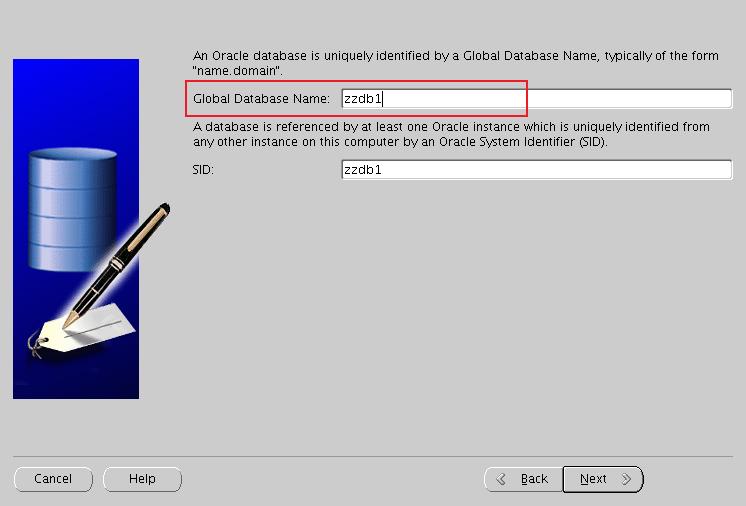 An Oracle database is uniquely identified by a Global Database Name, typically of the form
"name.domain".
Global Database Name: zzdb1
A database is referenced by at least one Oracle instance which is uniquely identified from
any other instance on this computer by an Oracle System Identifier (SID).
SID: zzdb1
Cancel Help Back Next